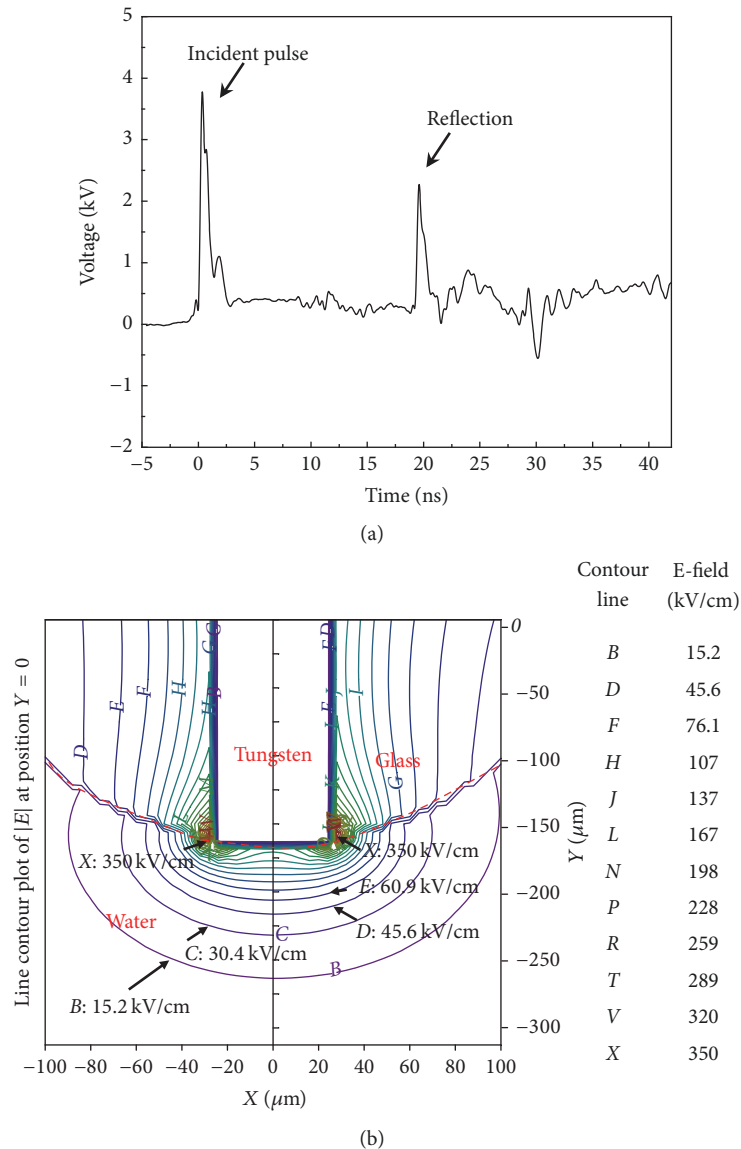 5
4
3
2
1
0
−1
−2
Voltage (kV)
Incident pulse
Reflection
−5 0 5 10 15 20 25 30 35 40
Time (ns)
(a)
Line contour plot of |E| at position Y = 0
Contour line
E-field (kV/cm)
B 15.2
D 45.6
F 76.1
H 107
J 137
L 167
N 198
P 228
R 259
T 289
V 320
X 350
0
−50
−100
−150
−200
−250
−300
Y (μm)
D E F H G G H B F D F J I G
Tungsten
Glass
X: 350 kV/cm
X: 350 kV/cm
E: 60.9 kV/cm
Water
D: 45.6 kV/cm
C
C: 30.4 kV/cm
B
B: 15.2 kV/cm
−100 −80 −60 −40 −20 0 20 40 60 80 100
X (μm)
(b)